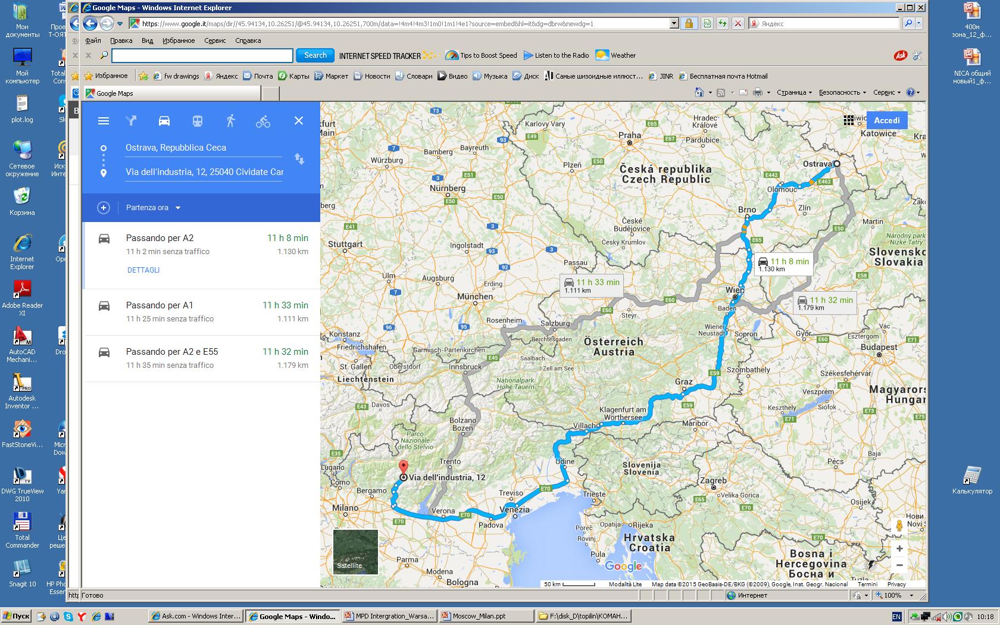 Google Maps - Windows Internet Explorer
https://www.google.it/maps/dir//45.94134,10.26251/@45.94134,10.26251,700m/data=!4m4!4m3!1m0!1m1!4e1?source=embed&hl=it&dg=dbrw&newdg=1
Яндекс
Файл Правка Вид Избранное Сервис Справка
Search INTERNET SPEED TRACKER Tips to Boost Speed Listen to the Radio Weather Ask
Избранное fw drawings Яндекс Почта Карты Маркет Новости Словари Видео Музыка Диск Самые шизоидные иллюст... JINR Бесплатная почта Hotmail
Google Maps
Страница Безопасность Сервис
Мои документы
Мой компьютер
plot.log
Сетевое окружение
Корзина
Internet Explorer
Adobe Reader XI
AutoCAD Mechani...
Autodesk Inventor ...
FastStoneVi...
DWG TrueView 2010
Total Commander
Snagit 10
400м
зона_12_ф...
NICA общий
новый1_ф...
Калькулятор
Ostrava, Repubblica Ceca
Via dell'industria, 12, 25040 Cividate Car
Partenza ora
Passando per A2 11 h 8 min
11 h 2 min senza traffico 1.130 km
DETTAGLI
Passando per A1 11 h 33 min
11 h 25 min senza traffico 1.111 km
Passando per A2 e E55 11 h 32 min
11 h 35 min senza traffico 1.179 km
Accedi
Karlovy Vary
Hradec Králové
Praha
Pardubice
Katowice
Bayreuth
Bamberg
Würzburg
Plzeň
Česká republika
Czech Republic
Ostrava
Nürnberg
Olomouc
Brno
Zlín
České Budějovice
Český Krumlov
Martin
Národný park Nízke Tatry
Slovensko
Slovakia
Stuttgart
Ingolstadt
Passau
11 h 8 min
1.130 km
11 h 33 min
1.111 km
11 h 32 min
1.179 km
Ulm
Augsburg
Erding
München
Wien
Baden
Steyr
Rosenheim
Salzburg
Berchtesgaden
Wiener Neustadt
Sopron
Győr
Vác
Esztergom
Budapest
Konstanz
Friedrichshafen
Garmisch-Partenkirchen
Österreich
Austria
St. Gallen
Oberstdorf
Innsbruck
Saalbach
Zell am See
Liechtenstein
Nationalpark Hohe Tauern
Szombathely
Székesfehérvár
Graz
Veszprém
Siófok
Keszthely
Magyarors
Hungar
Davos
Klagenfurt am Wörthersee
Bolzano
Bozen
Villach
Maribor
Parco Nazionale dello Stelvio
Trento
Udine
Slovenija
Slovenia
Pécs
Baja
Lugano
Como
Via dell'industria, 12
Bergamo
Zagreb
Velika Gorica
Treviso
Trieste
Osijek
Milano
Verona
Venezia
Padova
Poreč
Opatija
Rijeka
Rovinj
Pula
Hrvatska
Croatia
Нови
Novi S
Parma
Modena
Bologna
Bosna i
Hercegovina
Босна и
Tuzla
Satellite
Google
50 km Modalità Lite Map data ©2015 GeoBasis-DE/BKG (©2009), Google, Inst. Geogr. Nacional Termini Privacy
Готово Интернет 100%
Пуск Ask.com - Windows Inter... Google Maps - Windo... MPD Intergration_Warsa... Moscow_Milan.ppt F:\disk_D\topilin\КОМАН... EN 10:18